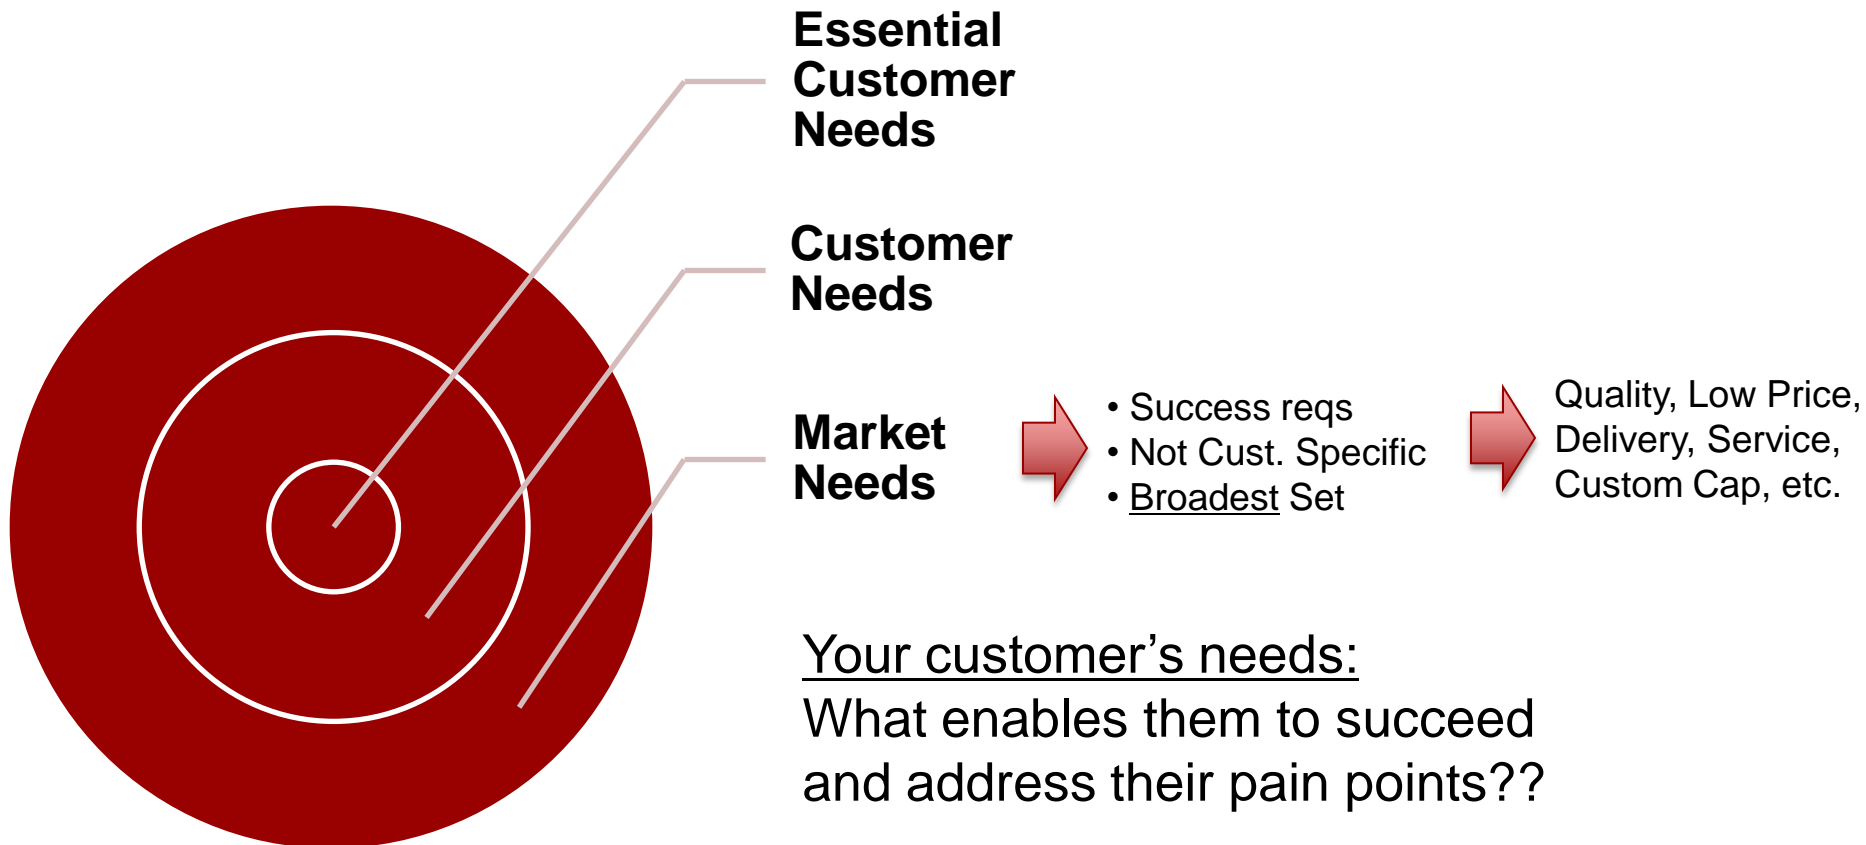 Essential
Customer
Needs
Customer
Needs
Market
Needs
• Success reqs
• Not Cust. Specific
• Broadest Set
Quality, Low Price,
Delivery, Service,
Custom Cap, etc.
Your customer’s needs:
What enables them to succeed
and address their pain points??